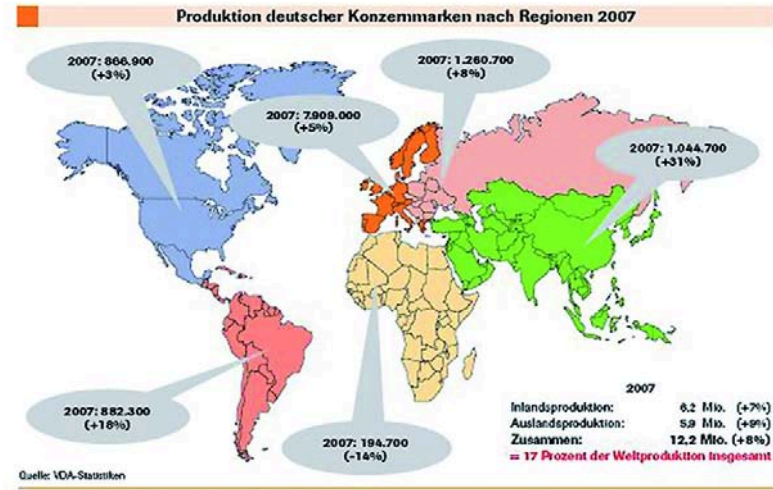 Produktion deutscher Konzernmarken nach Regionen 2007
2007: 866.900
(+3%)
2007: 1.260.700
(+8%)
2007: 7.909.000
(+5%)
2007: 1.044.700
(+31%)
2007: 882.300
(+18%)
2007: 194.700
(-14%)
2007
Inlandsproduktion: 6,2 Mio. (+7%)
Auslandsproduktion: 5,9 Mio. (+9%)
Zusammen: 12,2 Mio. (+8%)
= 17 Prozent der Weltproduktion insgesamt
Quelle: VDA-Statistiken